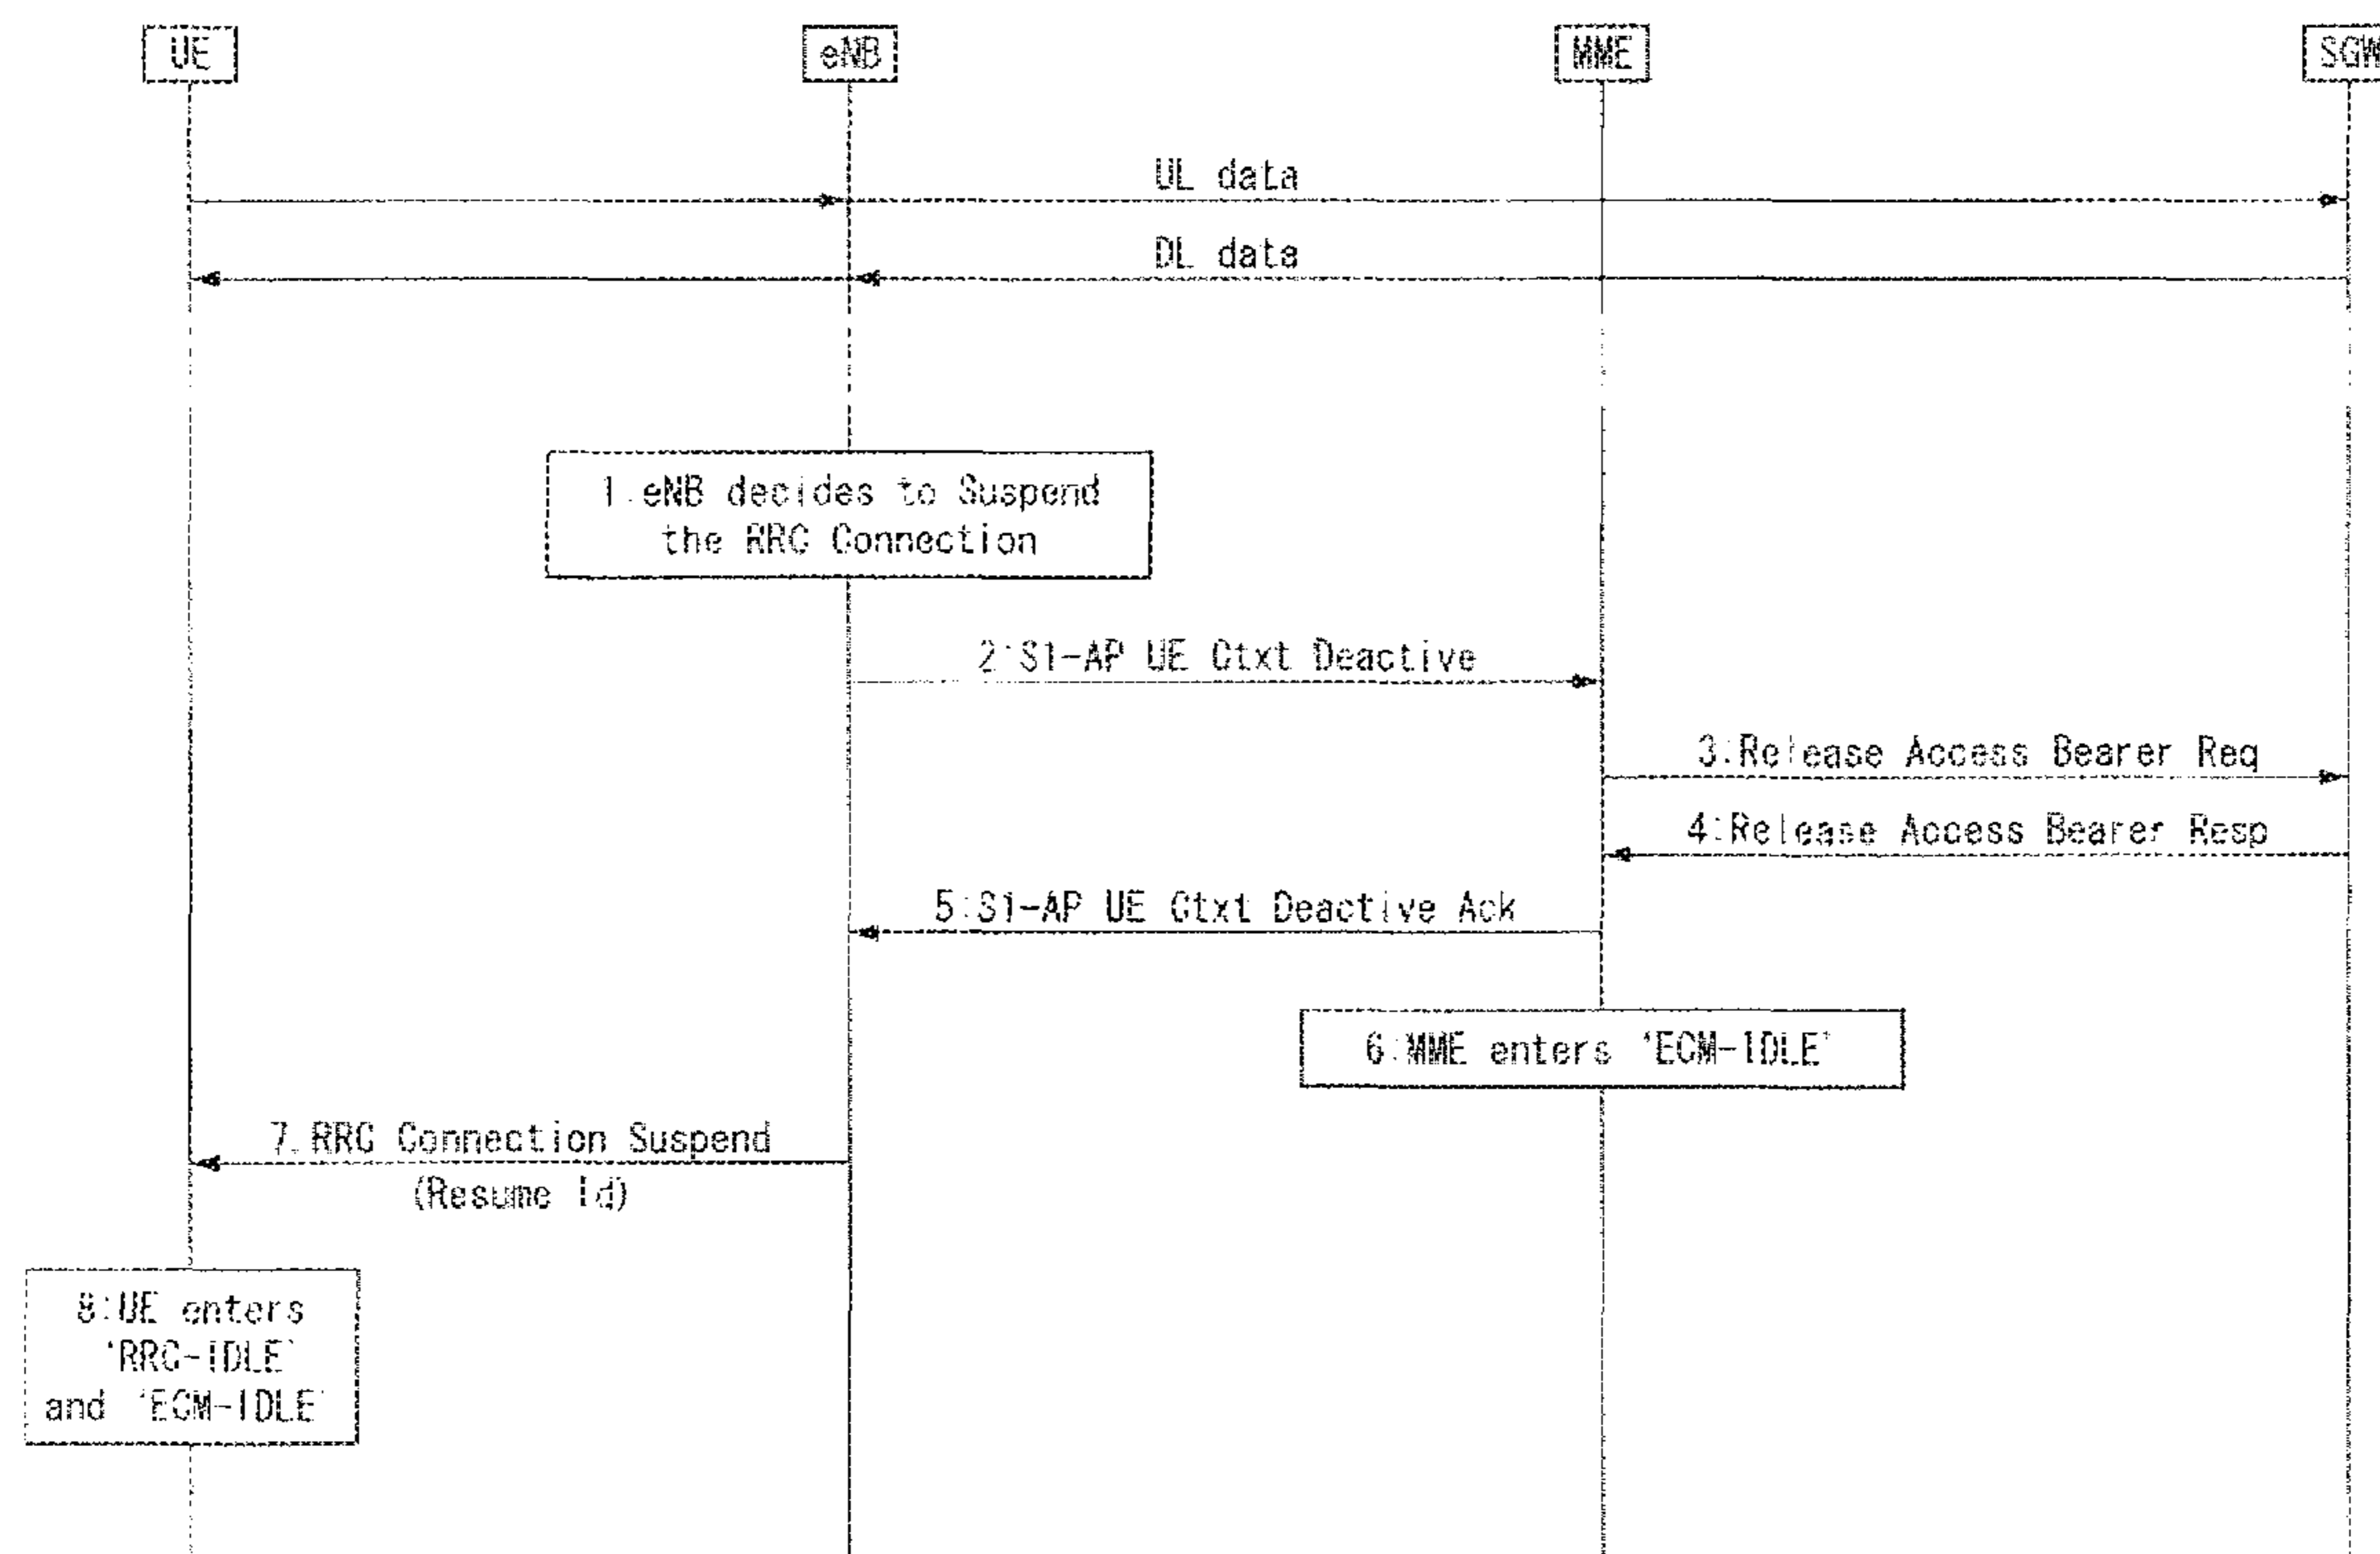 UE
eNB
MME
SGW
UL data
DL data
1.eNB decides to Suspend
the RRC Connection
2:S1-AP UE Ctxt Deactive
3:Release Access Bearer Req
4:Release Access Bearer Resp
5:S1-AP UE Ctxt Deactive Ack
6:MME enters 'ECM-IDLE'
7.RRC Connection Suspend
(Resume Id)
8:UE enters
'RRC-IDLE'
and 'ECM-IDLE'